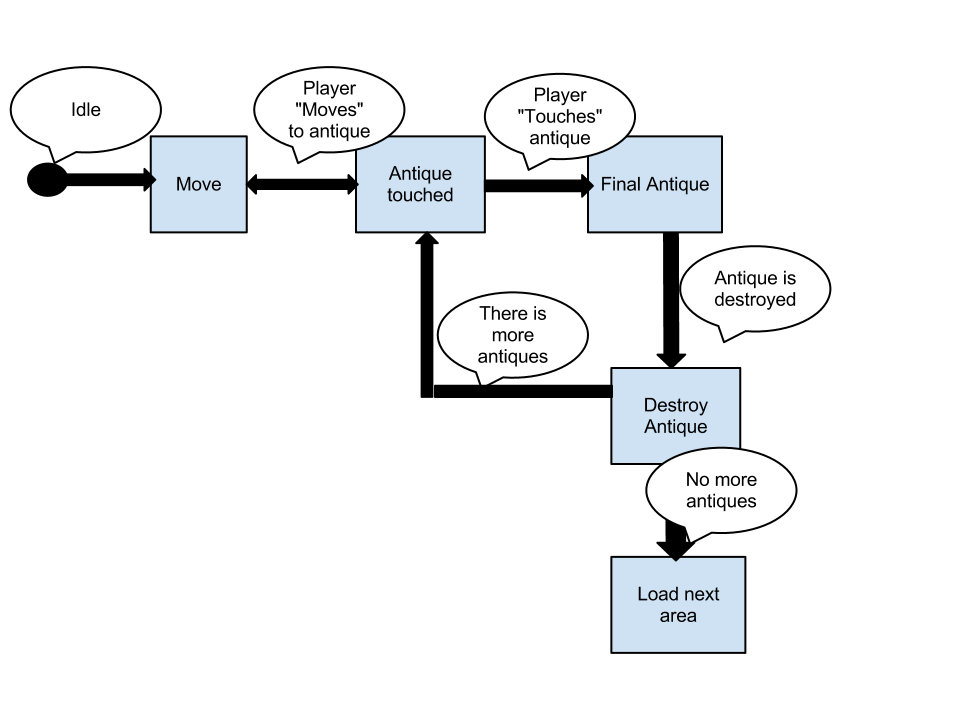 Idle
Player
"Moves"
to antique
Player
"Touches"
antique
Move
Antique
touched
Final Antique
Antique is
destroyed
There is
more
antiques
Destroy
Antique
No more
antiques
Load next
area